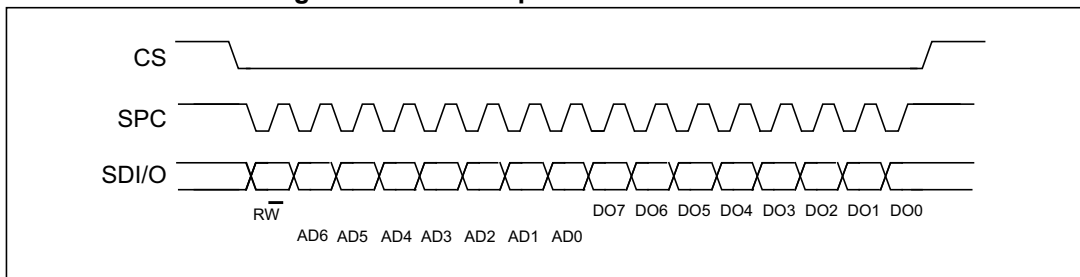 CS
SPC
SDI/O
RW
DO7 DO6 DO5 DO4 DO3 DO2 DO1 DO0
AD6 AD5 AD4 AD3 AD2 AD1 AD0